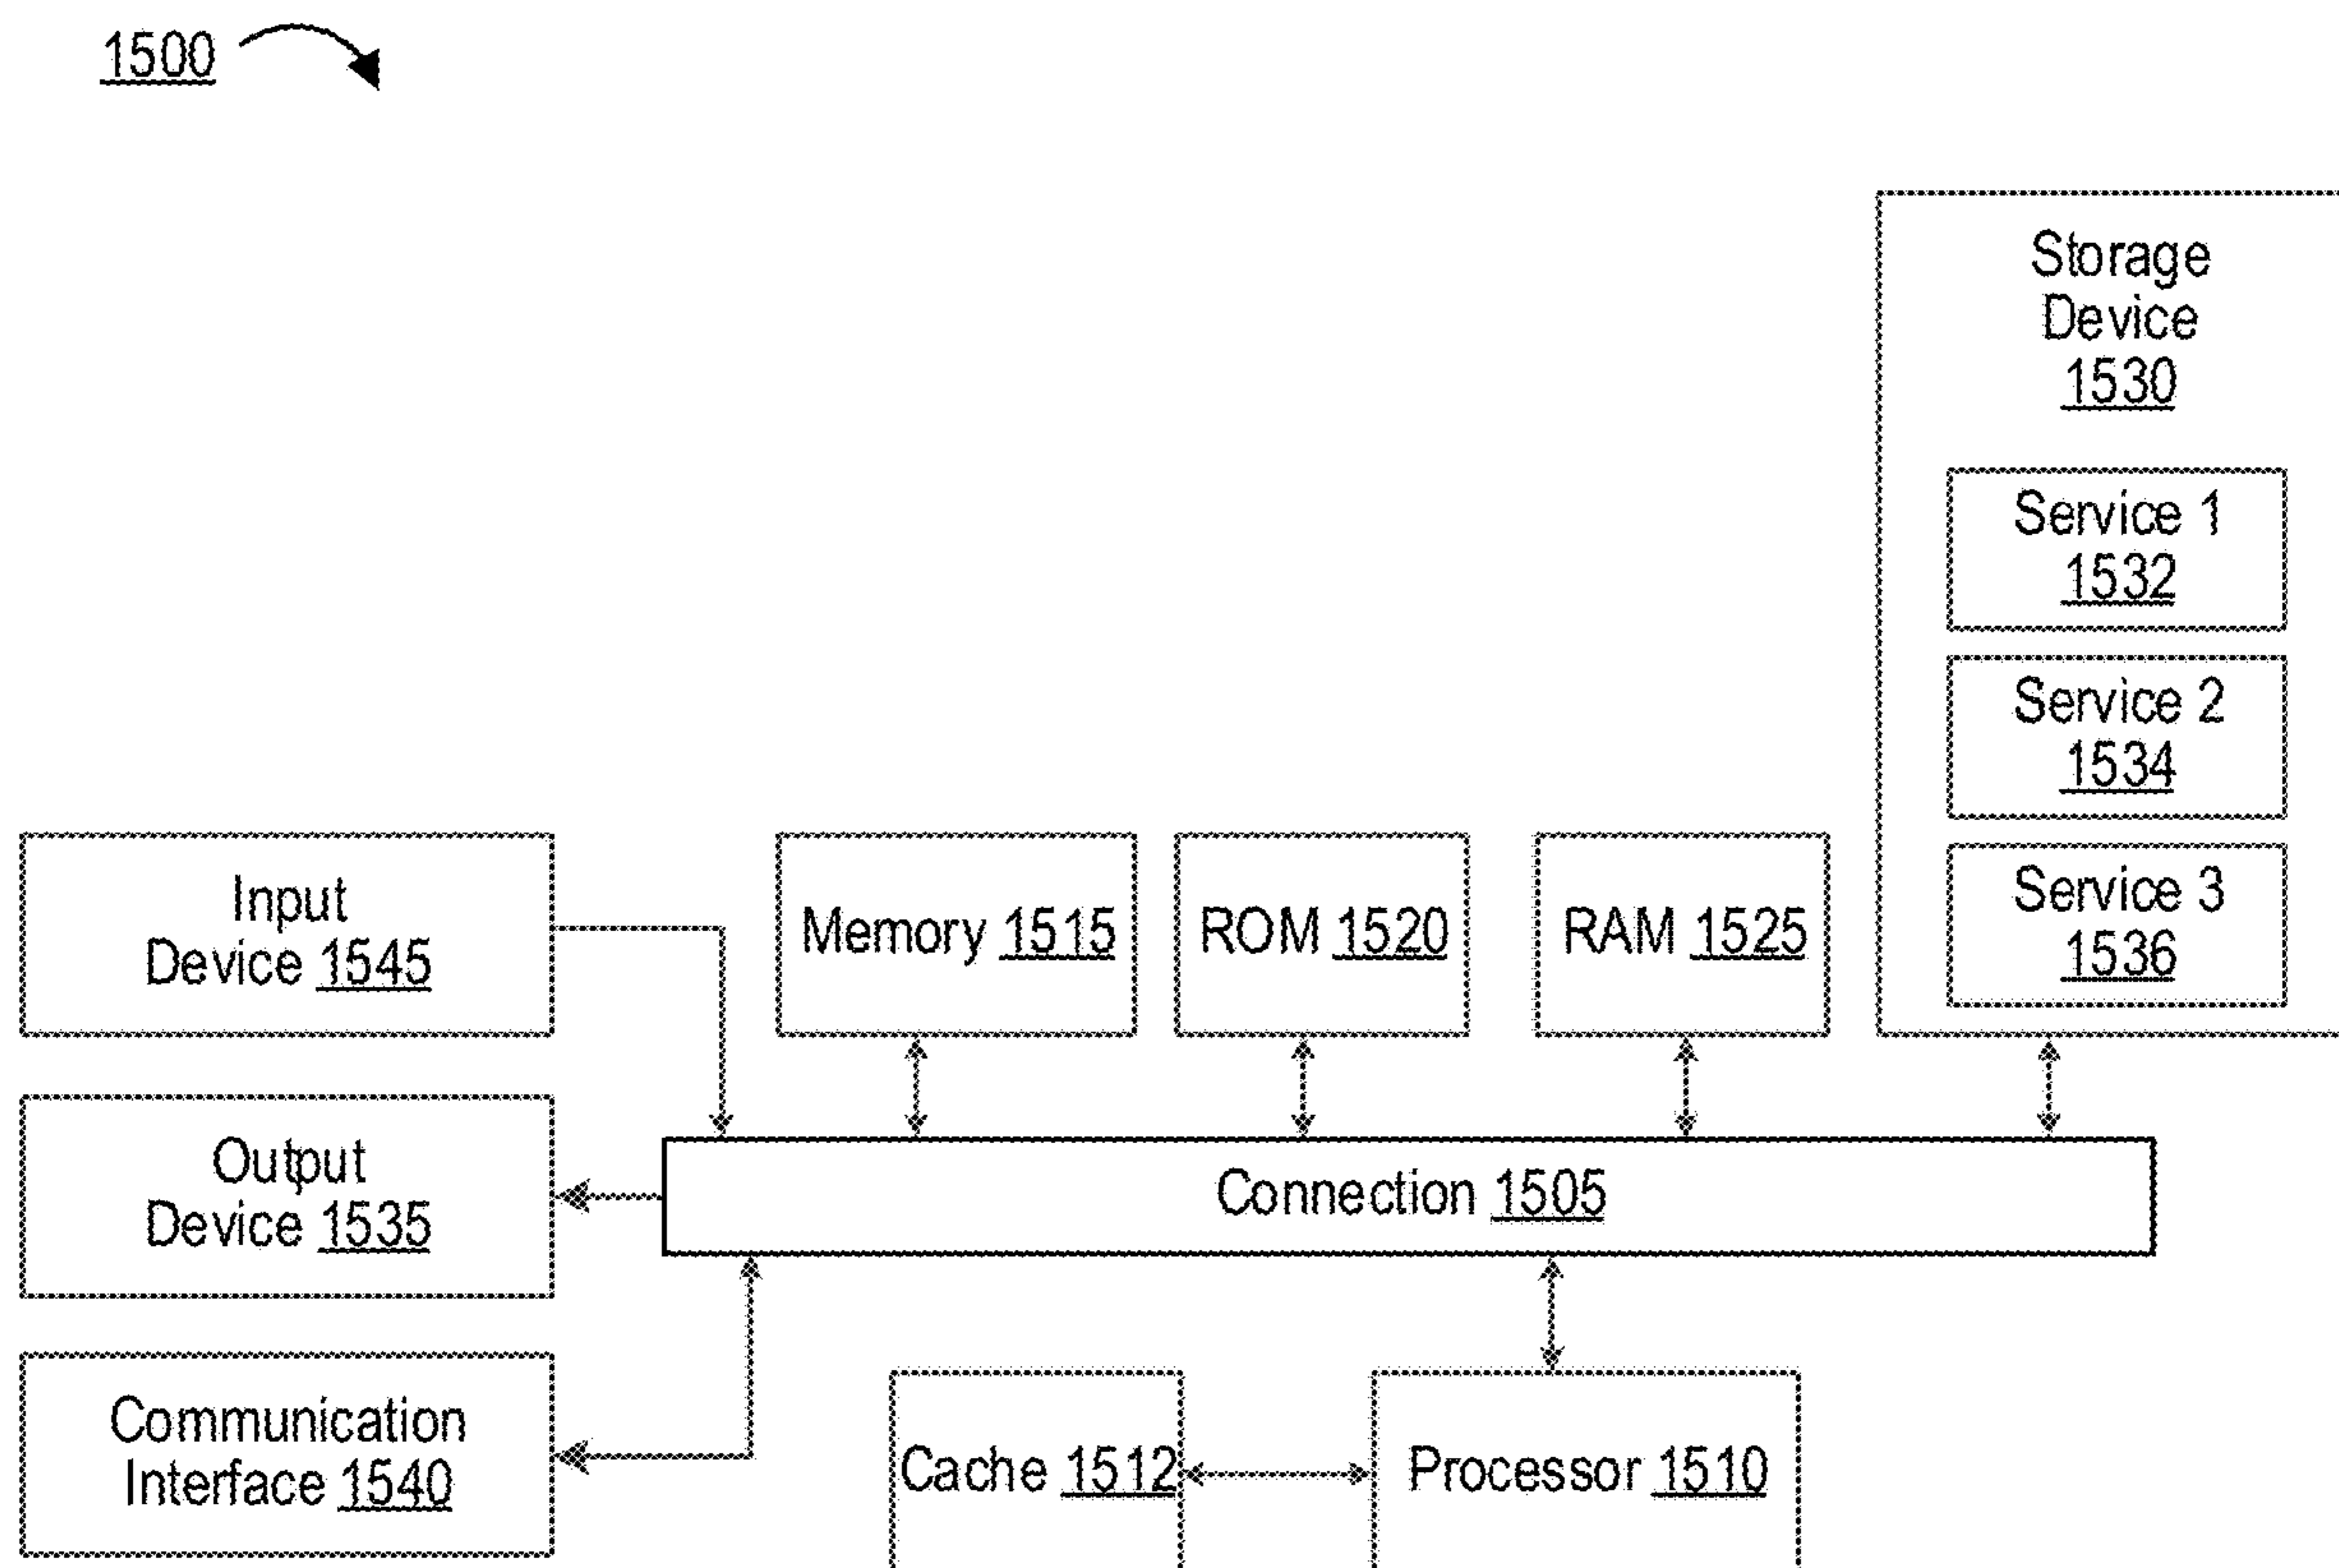 1500
Storage
Device
1530
Service 1
1532
Service 2
1534
Service 3
1536
Input
Device 1545
Memory 1515
ROM 1520
RAM 1525
Output
Device 1535
Connection 1505
Communication
Interface 1540
Cache 1512
Processor 1510